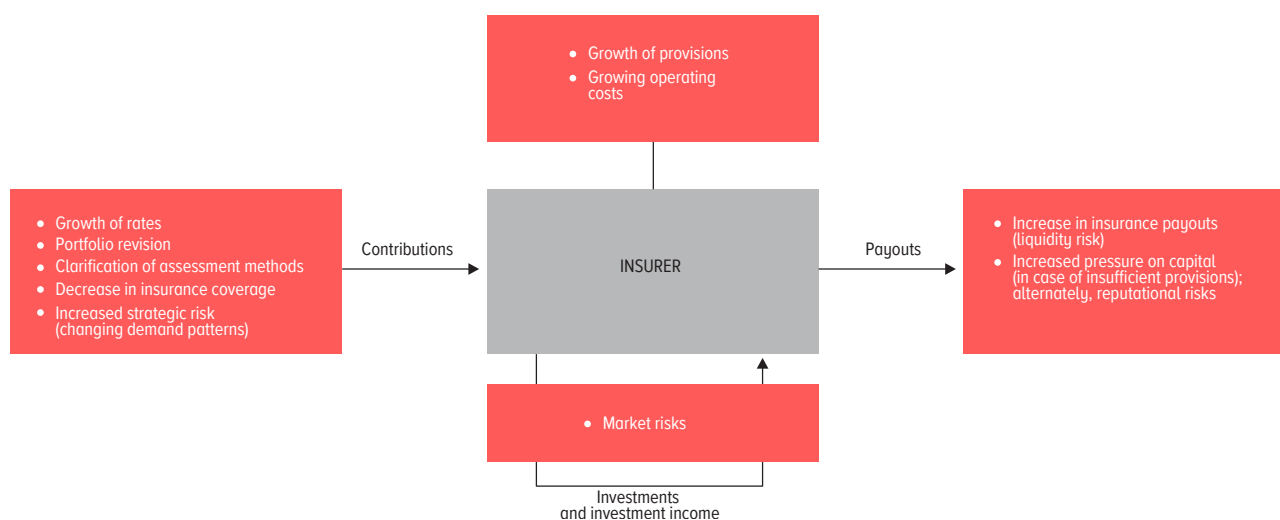 • Growth of provisions
• Growing operating
costs
• Growth of rates
• Portfolio revision
• Clarification of assessment methods
• Decrease in insurance coverage
• Increased strategic risk
(changing demand patterns)
Contributions
INSURER
Payouts
• Increase in insurance payouts
(liquidity risk)
• Increased pressure on capital
(in case of insufficient provisions);
alternately, reputational risks
• Market risks
Investments
and investment income